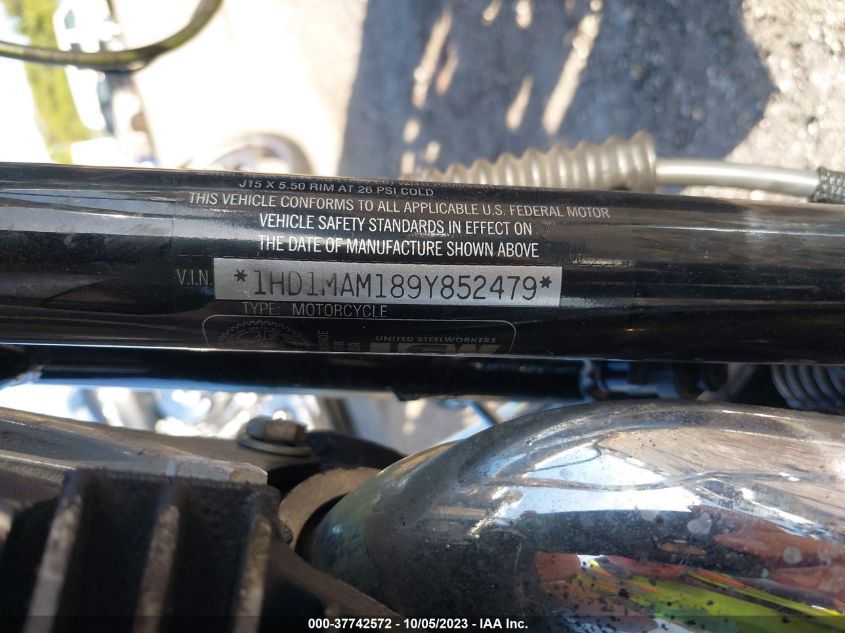 J15 X 5.50 RIM AT 26 PSI COLD
THIS VEHICLE CONFORMS TO ALL APPLICABLE U.S. FEDERAL MOTOR
VEHICLE SAFETY STANDARDS IN EFFECT ON
THE DATE OF MANUFACTURE SHOWN ABOVE
V.I.N. *1HD1MAM189Y852479*
TYPE: MOTORCYCLE
UNITED STEELWORKERS
000-37742572 - 10/05/2023 - IAA Inc.